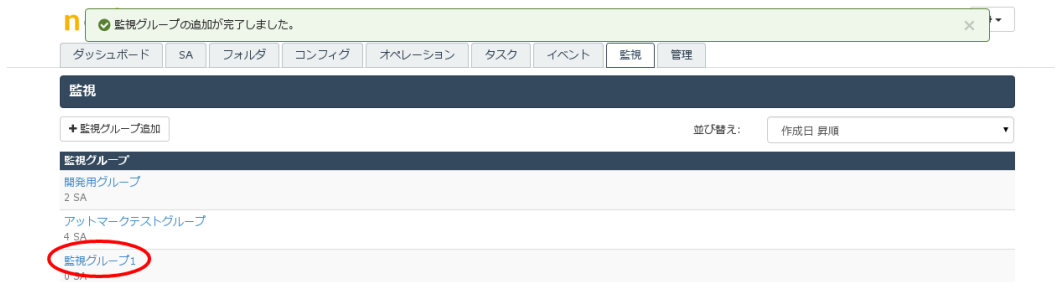 監視グループの追加が完了しました。 ×
ダッシュボード SA フォルダ コンフィグ オペレーション タスク イベント 監視 管理
監視
+監視グループ追加 並び替え: 作成日 昇順
監視グループ
開発用グループ
2 SA
アットマークテストグループ
4 SA
監視グループ1
0 SA